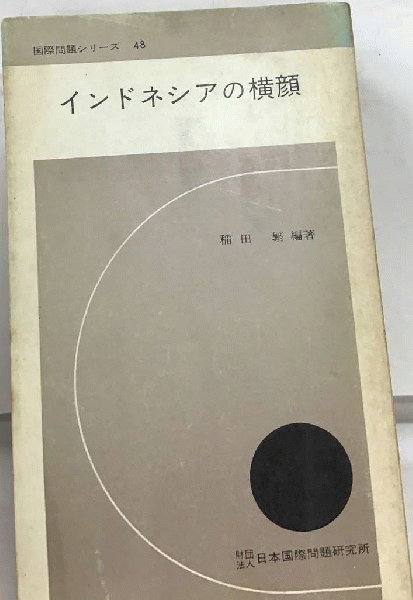 国際問題シリーズ 48
インドネシアの横顔
稲田 繁 編著
財団法人 日本国際問題研究所